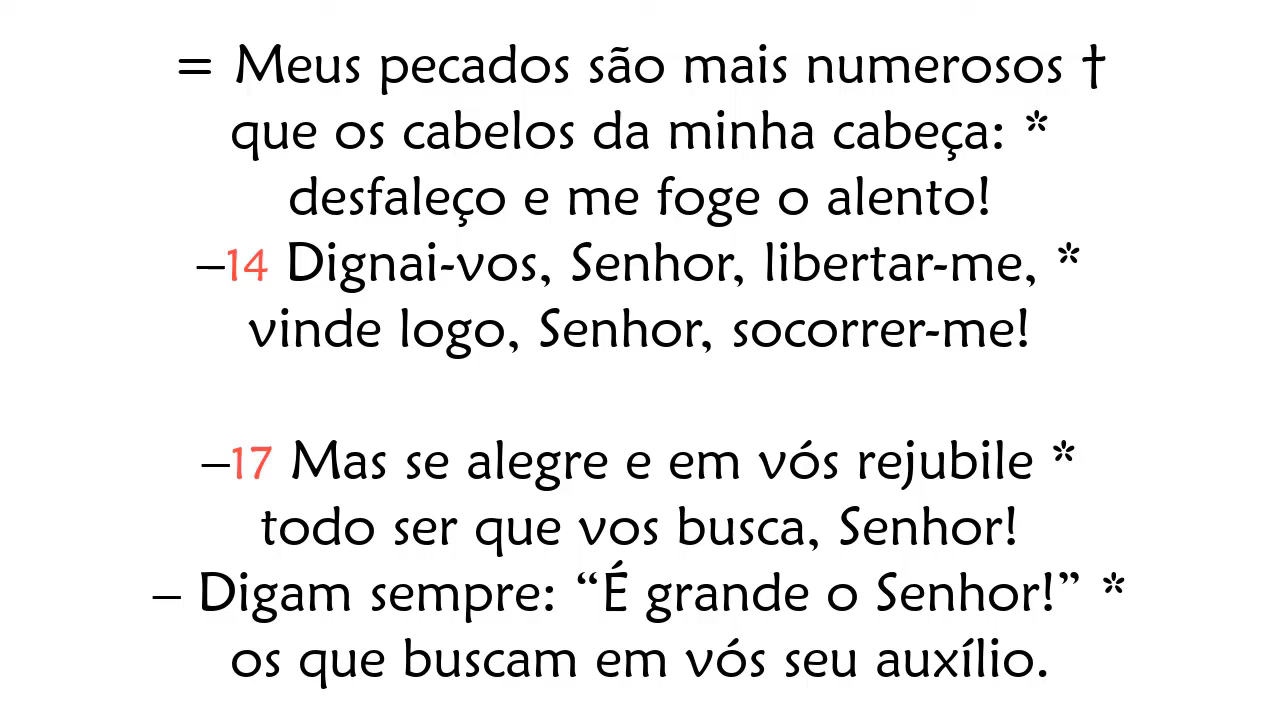 = Meus pecados são mais numerosos †
que os cabelos da minha cabeça: *
desfaleço e me foge o alento!
–14 Dignai-vos, Senhor, libertar-me, *
vinde logo, Senhor, socorrer-me!
–17 Mas se alegre e em vós rejubile *
todo ser que vos busca, Senhor!
– Digam sempre: “É grande o Senhor!” *
os que buscam em vós seu auxílio.